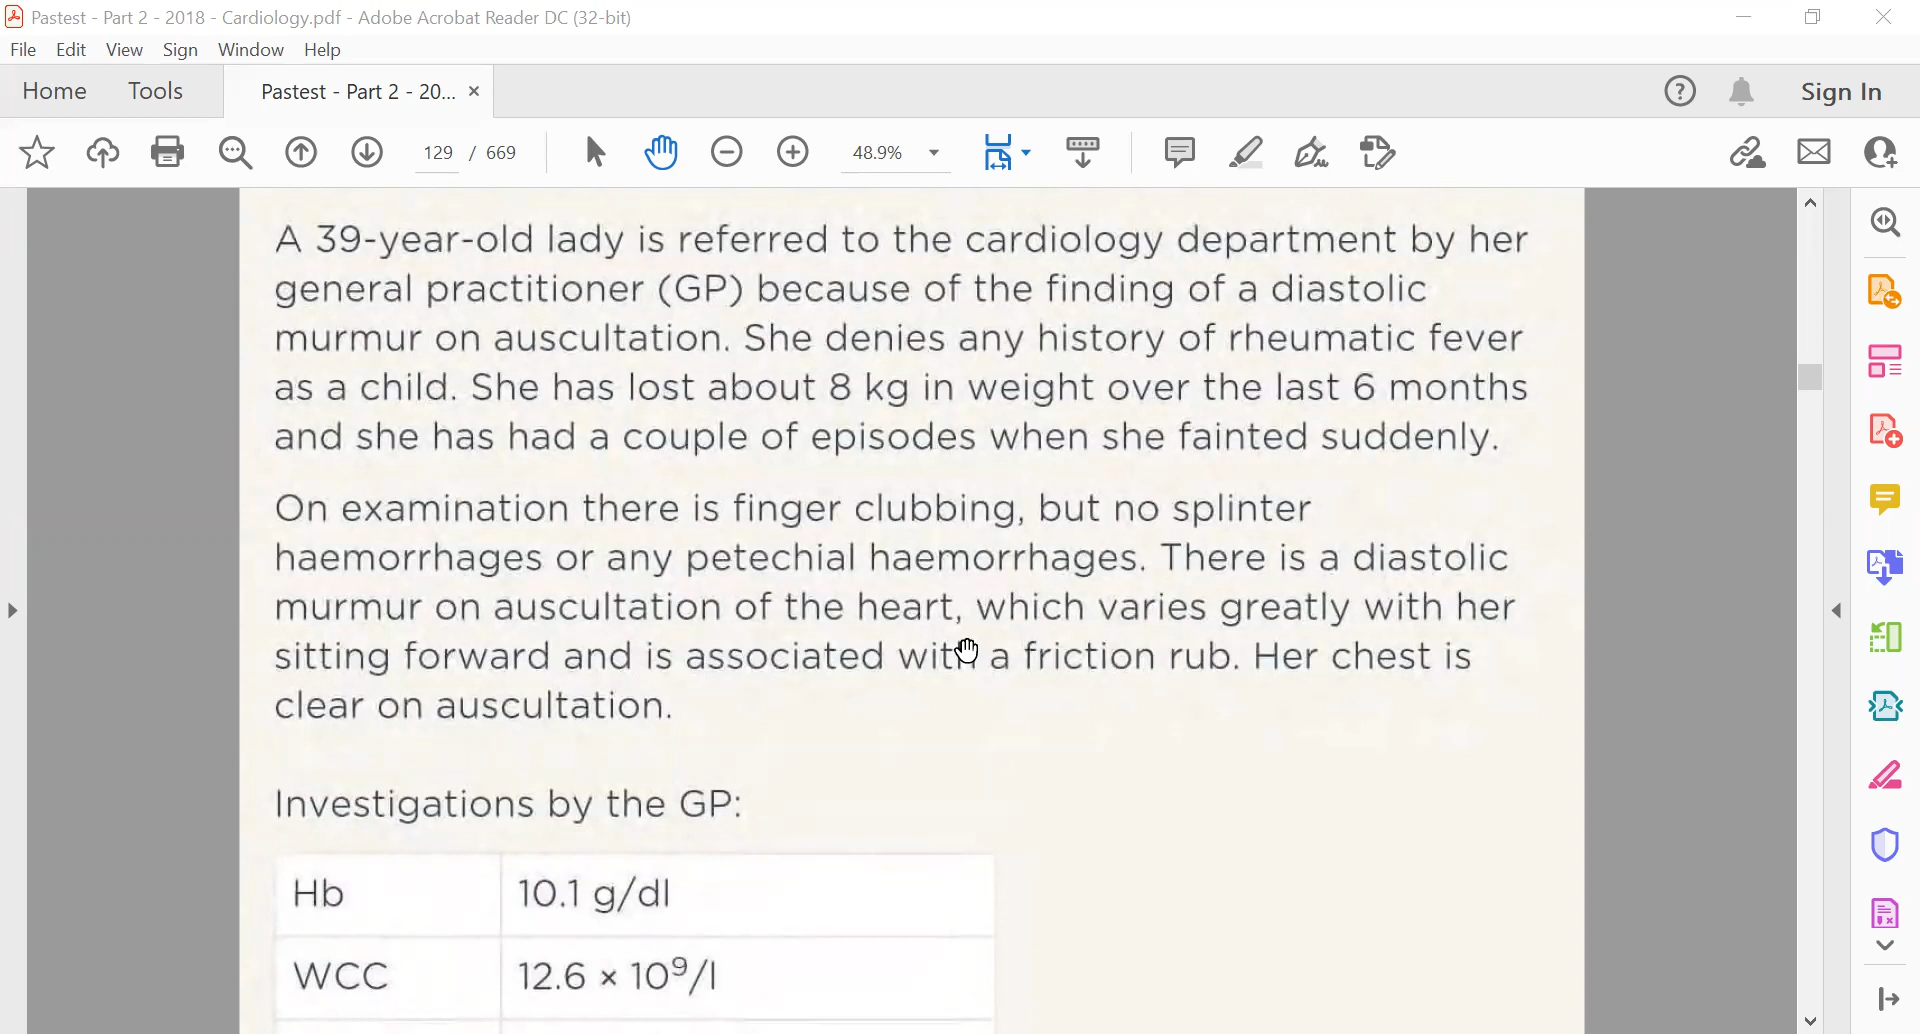 Pastest - Part 2 - 2018 - Cardiology.pdf - Adobe Acrobat Reader DC (32-bit)
File Edit View Sign Window Help
Home Tools Pastest - Part 2 - 20... × Sign In
129 / 669 48.9%
A 39-year-old lady is referred to the cardiology department by her
general practitioner (GP) because of the finding of a diastolic
murmur on auscultation. She denies any history of rheumatic fever
as a child. She has lost about 8 kg in weight over the last 6 months
and she has had a couple of episodes when she fainted suddenly.
On examination there is finger clubbing, but no splinter
haemorrhages or any petechial haemorrhages. There is a diastolic
murmur on auscultation of the heart, which varies greatly with her
sitting forward and is associated with a friction rub. Her chest is
clear on auscultation.
Investigations by the GP:
Hb 10.1 g/dl
WCC 12.6 × 10⁹/l